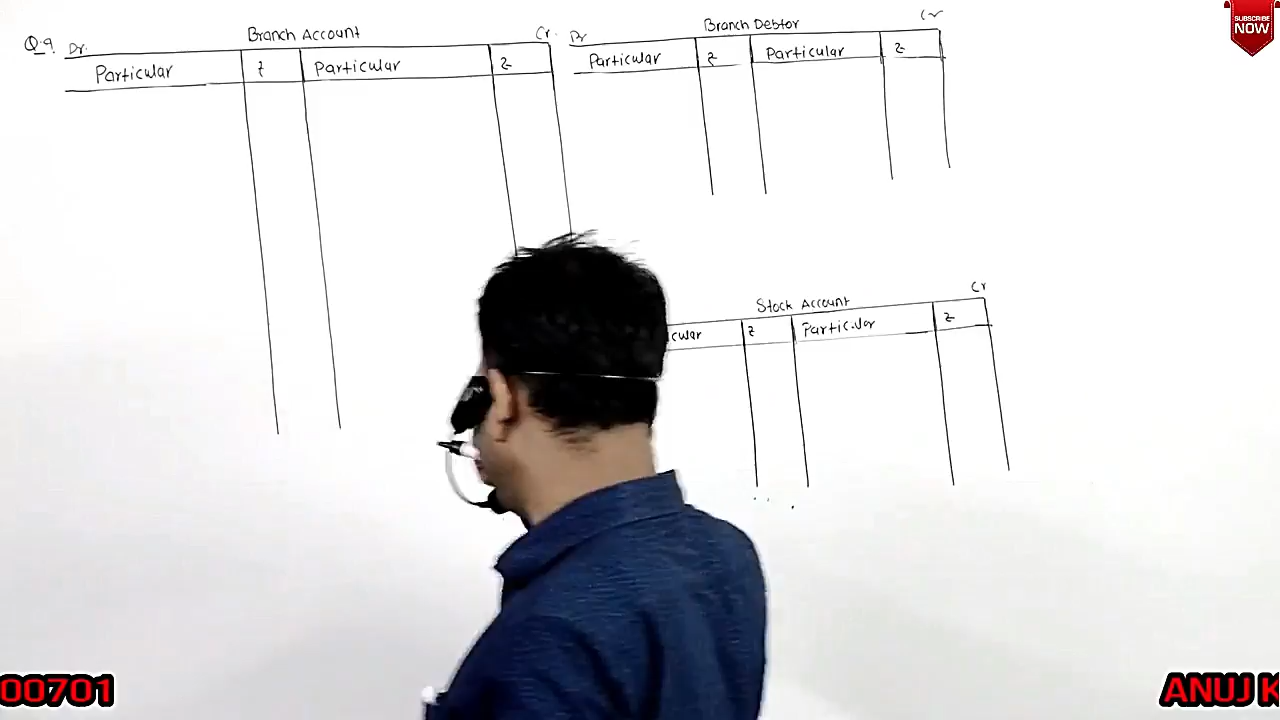 Q.9
Dr. Branch Account Cr.
Particular ₹ Particular ₹
Dr Branch Debtor Cr
Particular ₹ Particular ₹
Stock Account Cr
cular ₹ Particular ₹
SUBSCRIBE
NOW
00701
ANUJ K